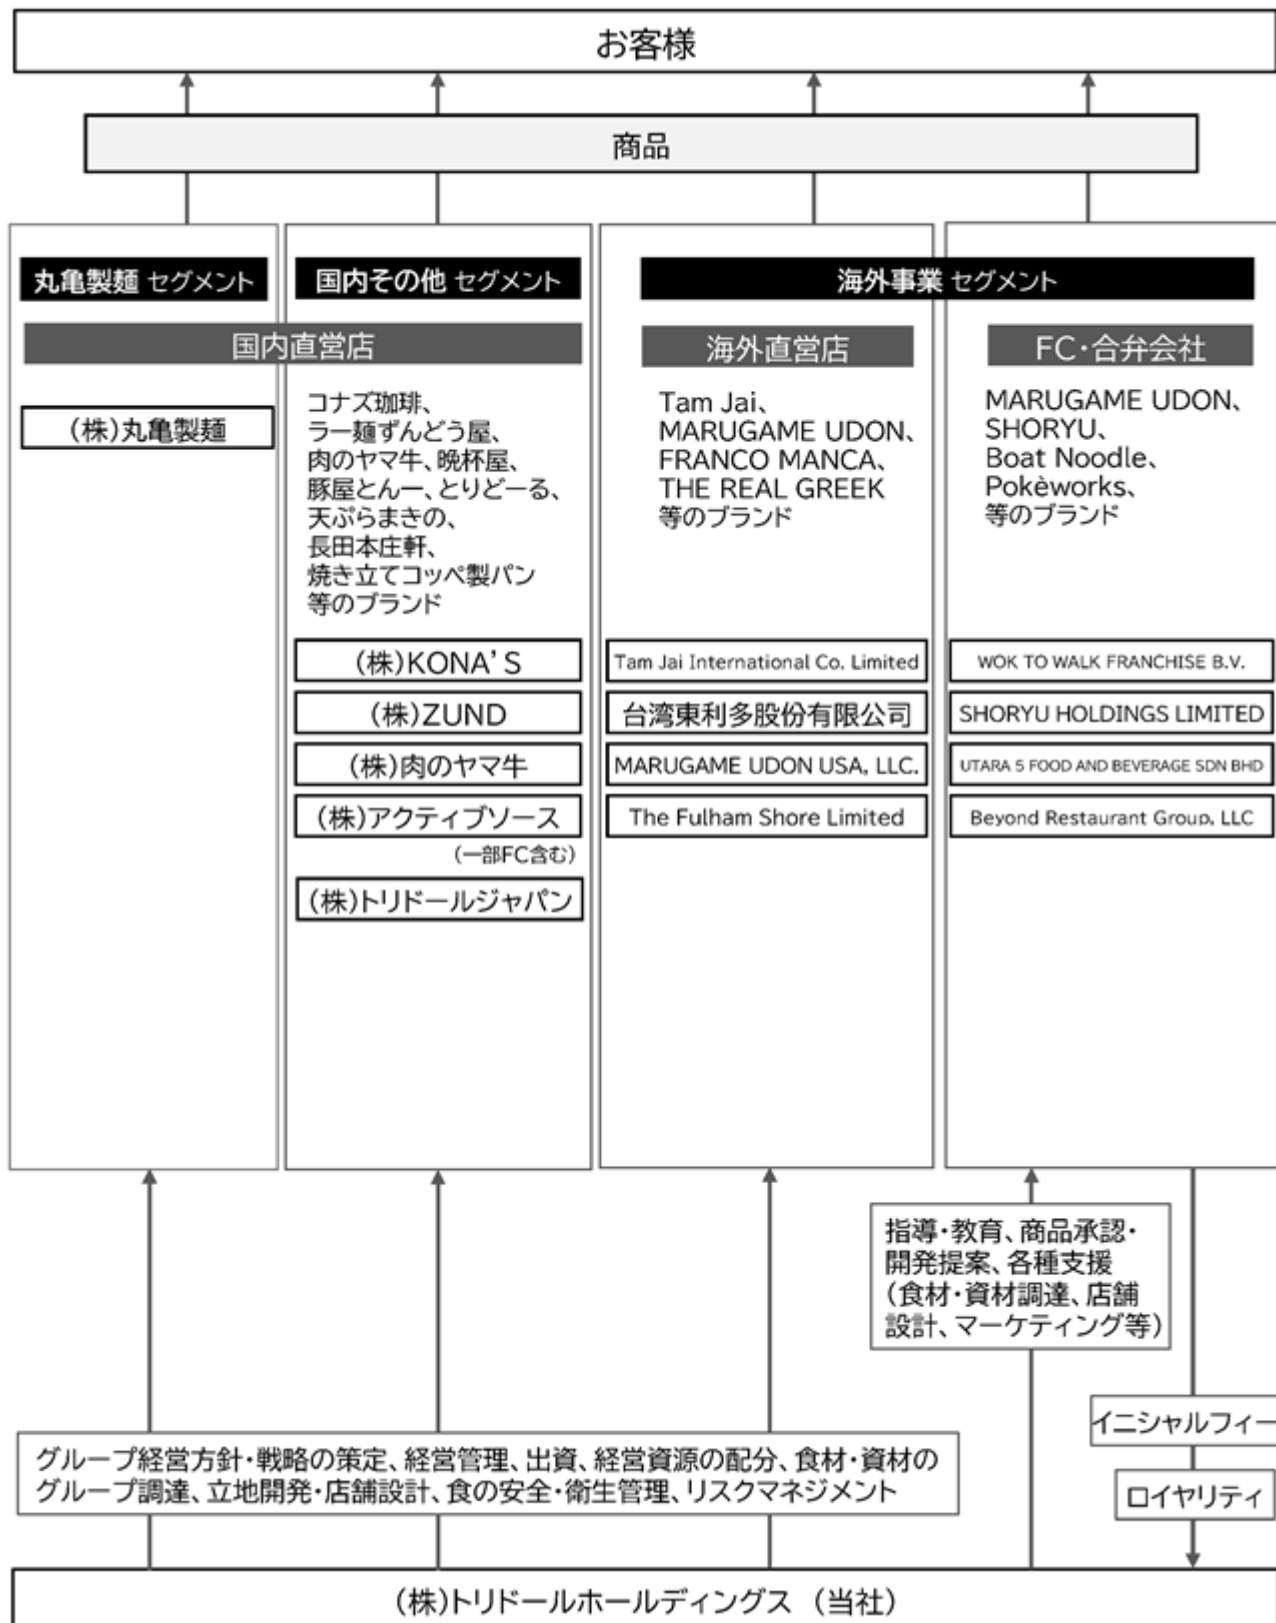 お客様
商品
丸亀製麺 セグメント
国内その他 セグメント
海外事業 セグメント
国内直営店
海外直営店
FC・合弁会社
(株)丸亀製麺
コナズ珈琲、
ラー麺ずんどう屋、
肉のヤマ牛、晩杯屋、
豚屋とん一、とりどーる、
天ぷらまきの、
長田本庄軒、
焼き立てコッペ製パン
等のブランド
(株)KONA'S
(株)ZUND
(株)肉のヤマ牛
(株)アクティブソース
(一部FC含む)
(株)トリドールジャパン
Tam Jai、
MARUGAME UDON、
FRANCO MANCA、
THE REAL GREEK
等のブランド
Tam Jai International Co. Limited
台湾東利多股份有限公司
MARUGAME UDON USA, LLC.
The Fulham Shore Limited
MARUGAME UDON、
SHORYU、
Boat Noodle、
Pokèworks、
等のブランド
WOK TO WALK FRANCHISE B.V.
SHORYU HOLDINGS LIMITED
UTARA 5 FOOD AND BEVERAGE SDN BHD
Beyond Restaurant Group, LLC
指導・教育、商品承認・
開発提案、各種支援
(食材・資材調達、店舗
設計、マーケティング等)
イニシャルフィー
ロイヤリティ
グループ経営方針・戦略の策定、経営管理、出資、経営資源の配分、食材・資材の
グループ調達、立地開発・店舗設計、食の安全・衛生管理、リスクマネジメント
(株)トリドールホールディングス (当社)